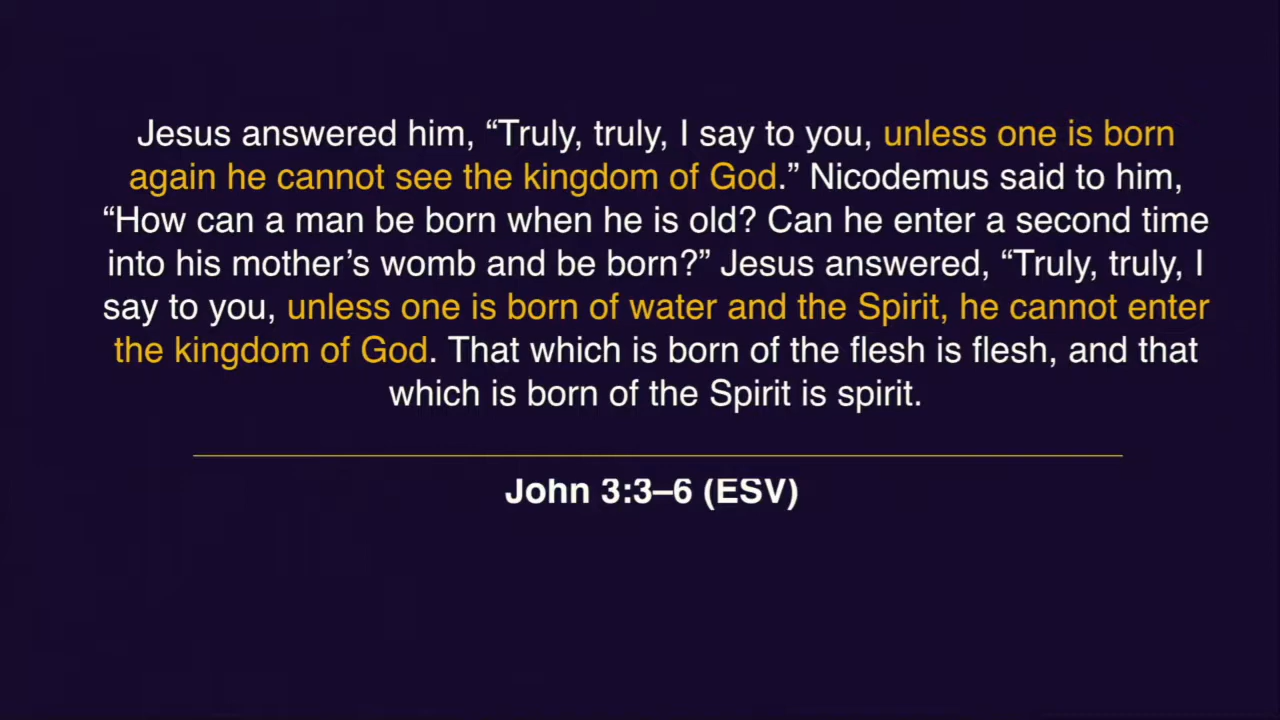 Jesus answered him, “Truly, truly, I say to you, unless one is born
again he cannot see the kingdom of God.” Nicodemus said to him,
“How can a man be born when he is old? Can he enter a second time
into his mother’s womb and be born?” Jesus answered, “Truly, truly, I
say to you, unless one is born of water and the Spirit, he cannot enter
the kingdom of God. That which is born of the flesh is flesh, and that
which is born of the Spirit is spirit.
John 3:3–6 (ESV)